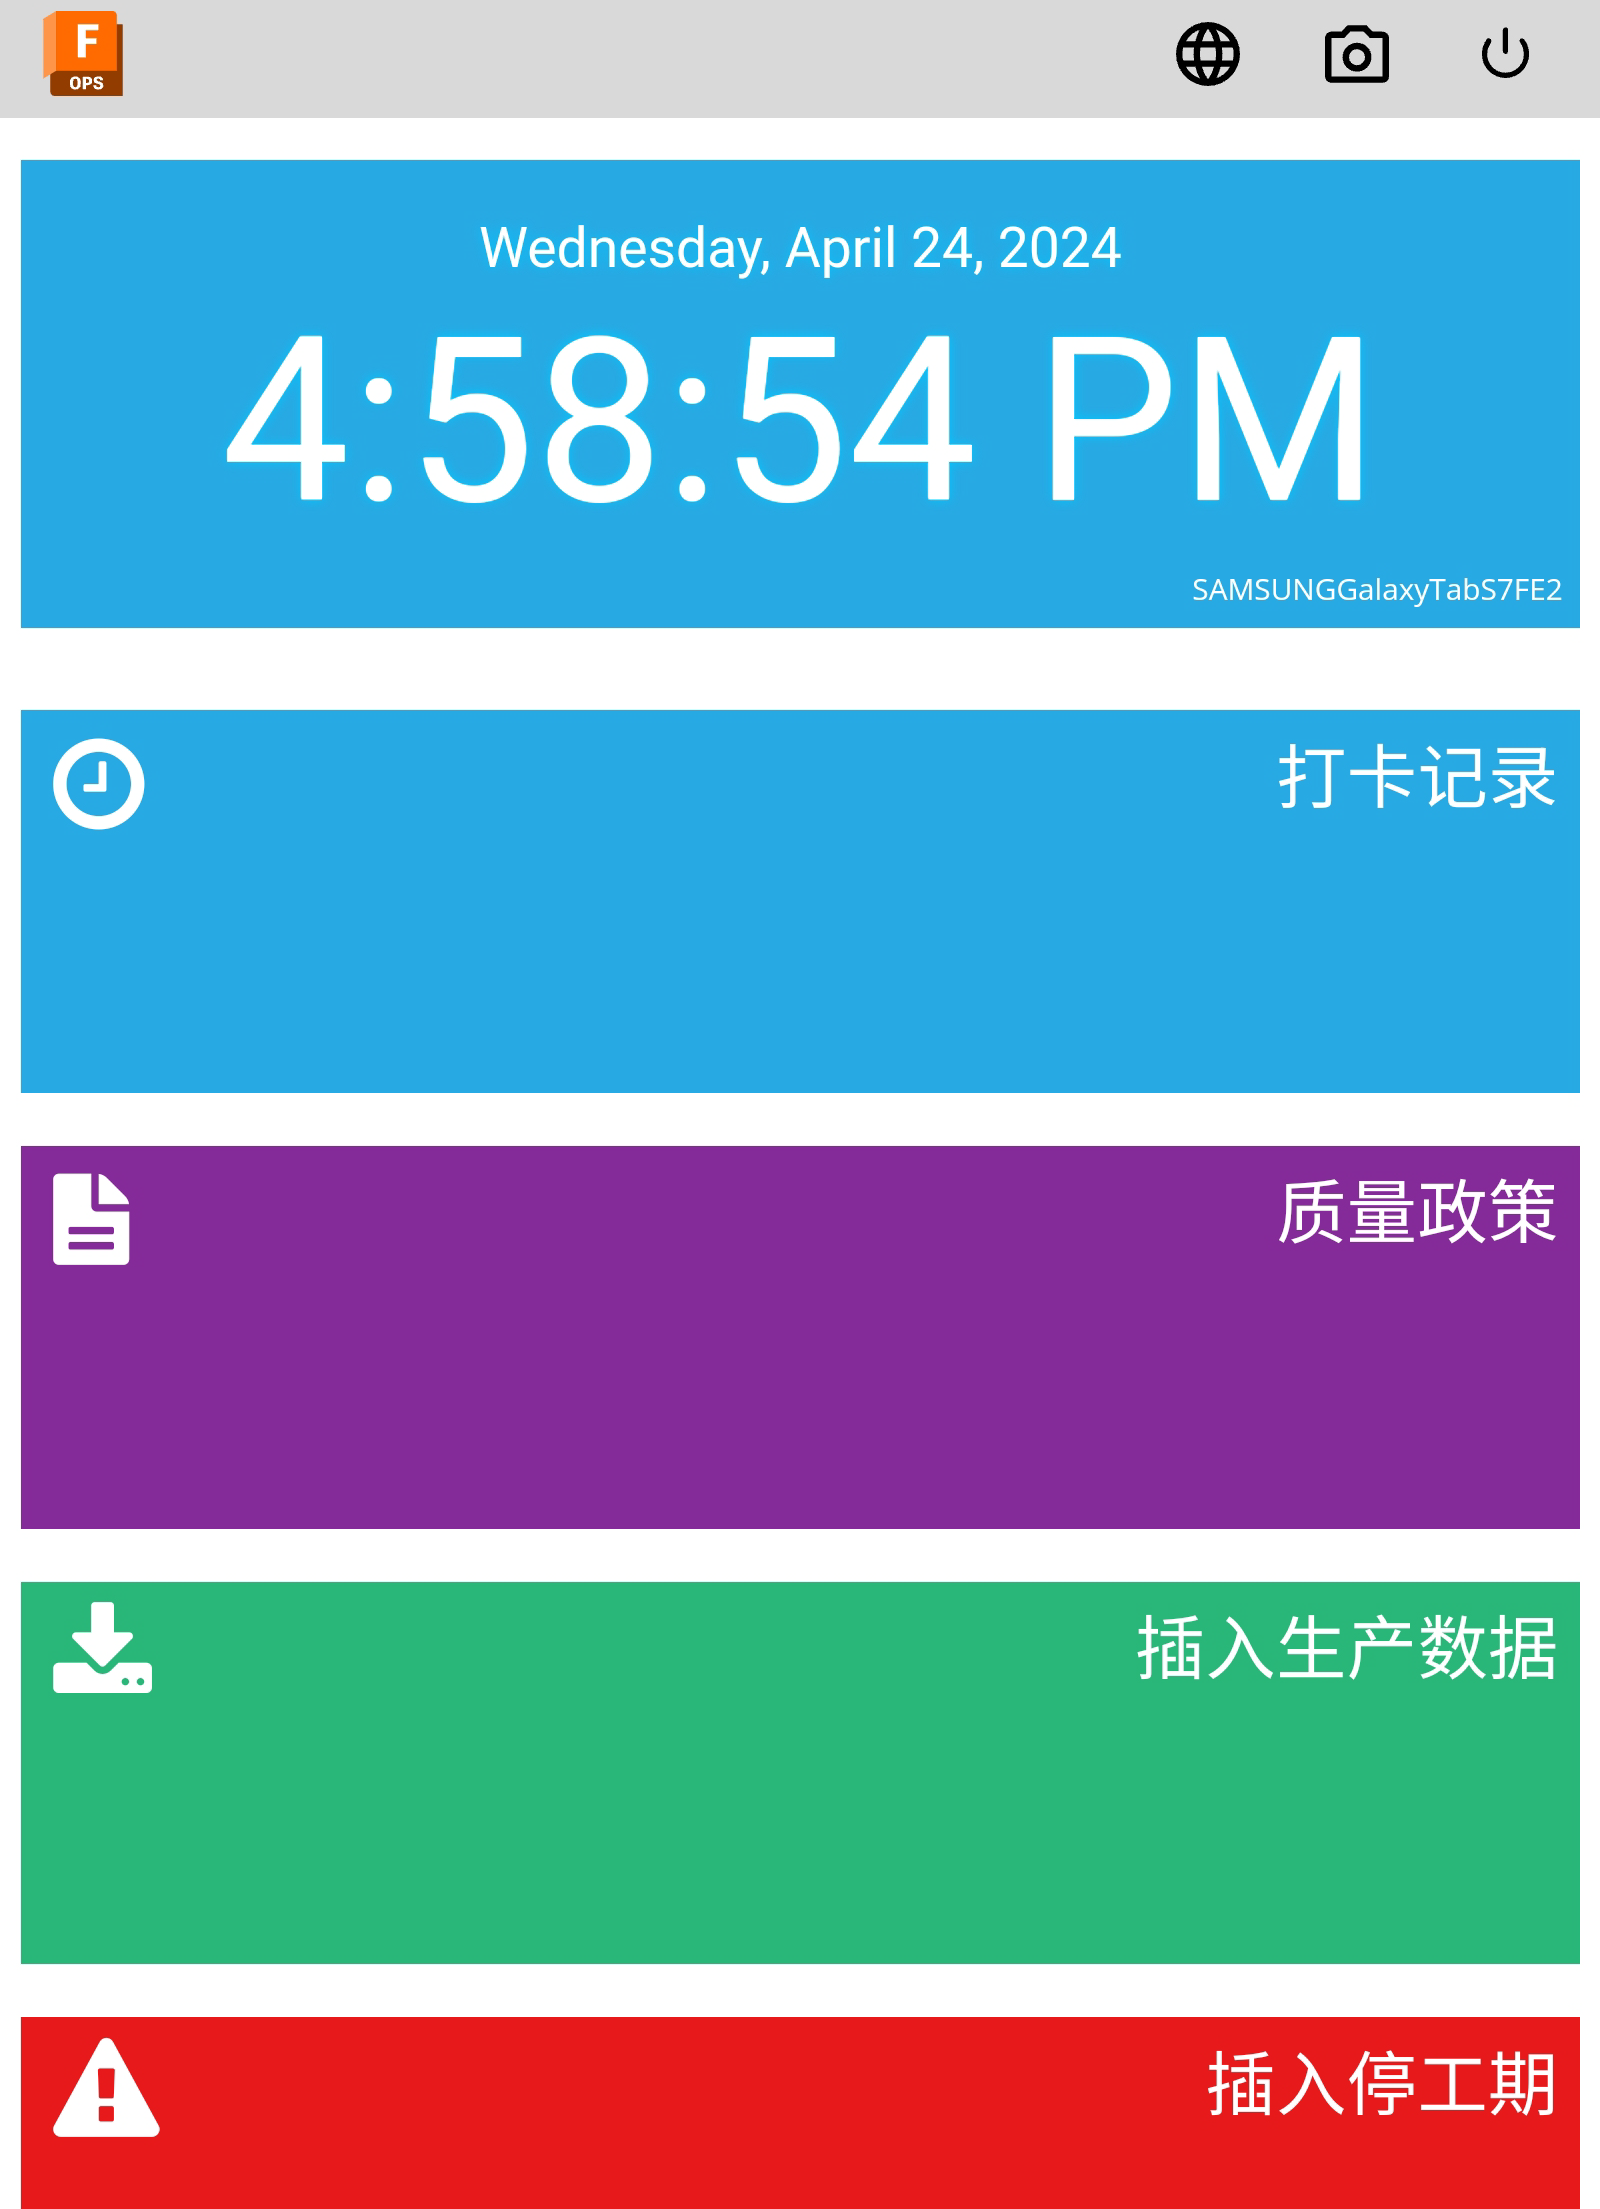 F
OPS
Wednesday, April 24, 2024
4:58:54 PM
SAMSUNGGalaxyTabS7FE2
打卡记录
质量政策
插入生产数据
插入停工期